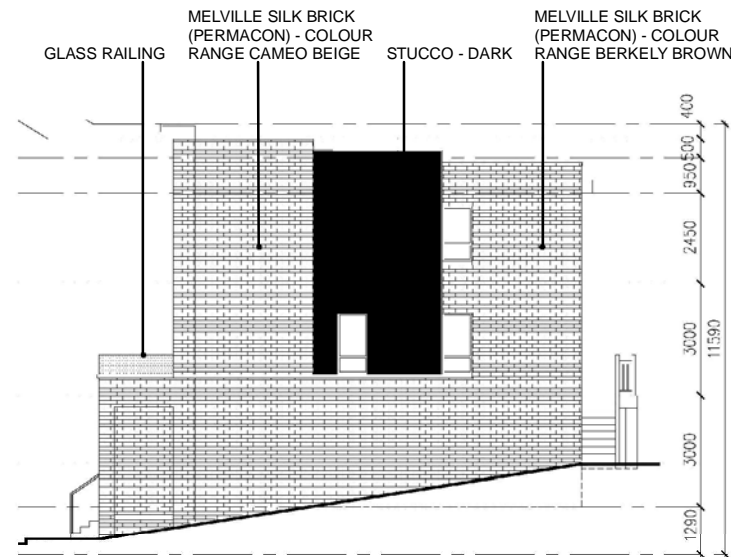 MELVILLE SILK BRICK
(PERMACON) - COLOUR
RANGE CAMEO BEIGE
MELVILLE SILK BRICK
(PERMACON) - COLOUR
RANGE BERKELY BROWN
GLASS RAILING
STUCCO - DARK
400
500
950
2450
3000
3000
1290
11590